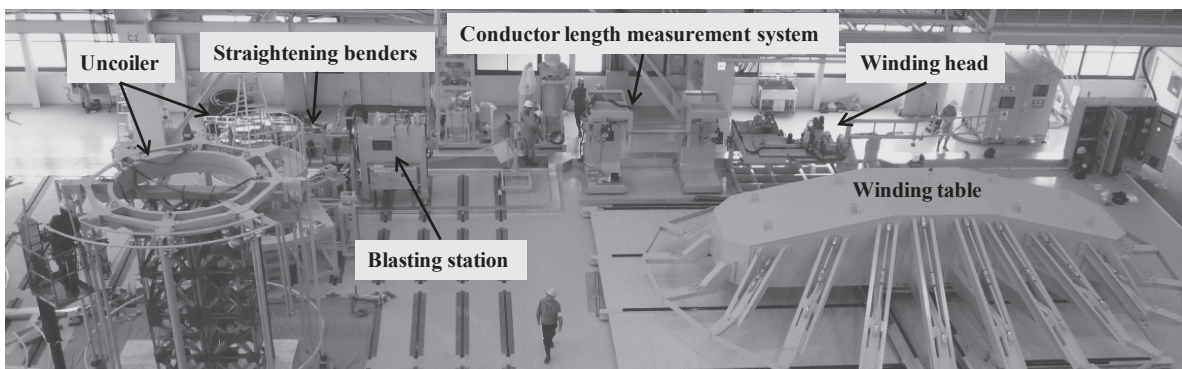 Conductor length measurement system
Straightening benders
Uncoiler
Winding head
Winding table
Blasting station